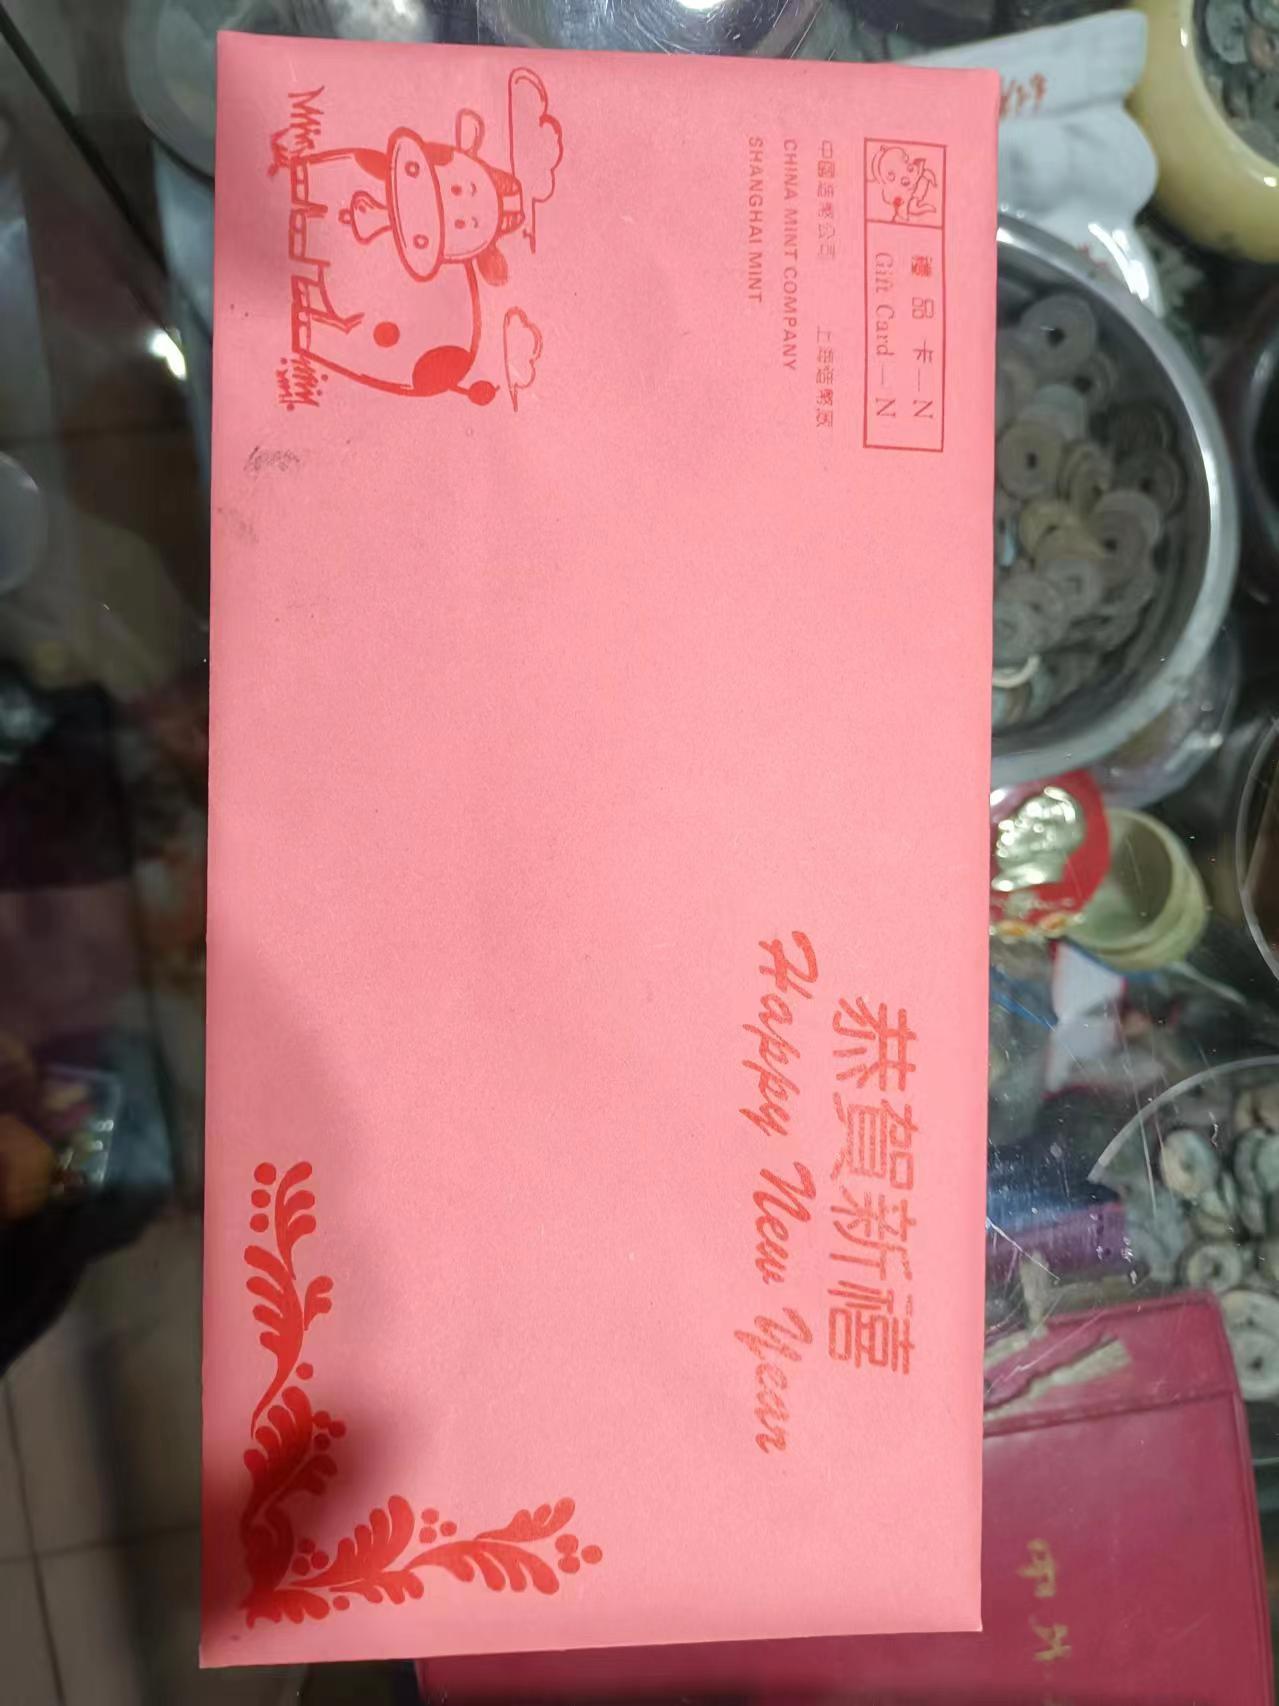 禮品卡—N
Gift Card—N
中國造幣公司 上海造幣廠
CHINA MINT COMPANY
SHANGHAI MINT
恭賀新禧
Happy New Year